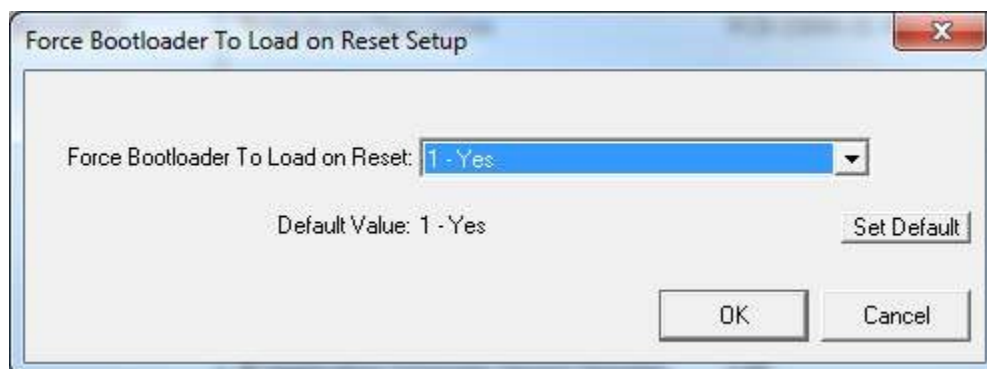 Force Bootloader To Load on Reset Setup
Force Bootloader To Load on Reset: 1 - Yes
Default Value: 1 - Yes Set Default
OK Cancel